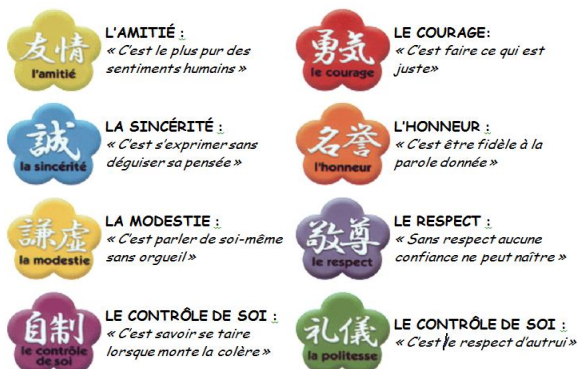 友情
l'amitié
L'AMITIÉ :
« C'est le plus pur des
sentiments humains »
勇気
le courage
LE COURAGE:
« C'est faire ce qui est
juste»
誠
la sincérité
LA SINCÉRITÉ :
« C'est s'exprimer sans
déguiser sa pensée »
名誉
l'honneur
L'HONNEUR :
« C'est être fidèle à la
parole donnée »
謙虚
la modestie
LA MODESTIE :
« C'est parler de soi-même
sans orgueil »
敬尊
le respect
LE RESPECT :
« Sans respect aucune
confiance ne peut naître »
自制
le contrôle
de soi
LE CONTRÔLE DE SOI :
« C'est savoir se taire
lorsque monte la colère »
礼儀
la politesse
LE CONTRÔLE DE SOI :
« C'est le respect d'autrui »